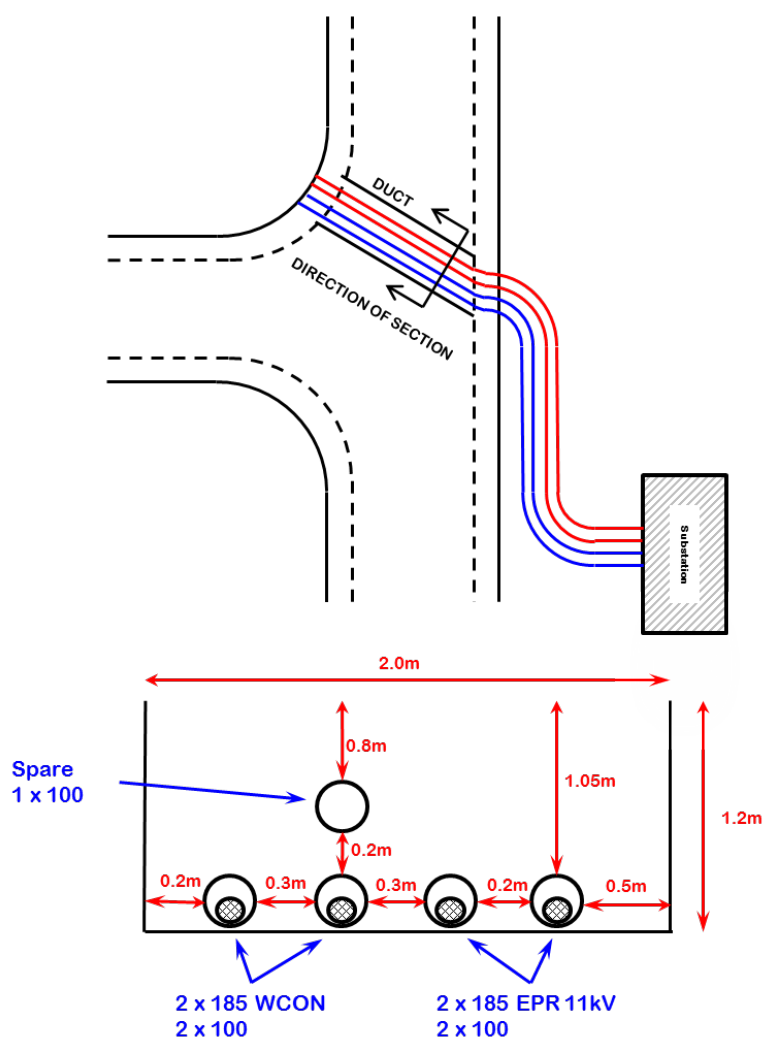 DUCT
DIRECTION OF SECTION
Substation
2.0m
0.8m
1.05m
1.2m
Spare
1 x 100
0.2m
0.2m
0.3m
0.3m
0.2m
0.5m
2 x 185 WCON
2 x 100
2 x 185 EPR 11kV
2 x 100